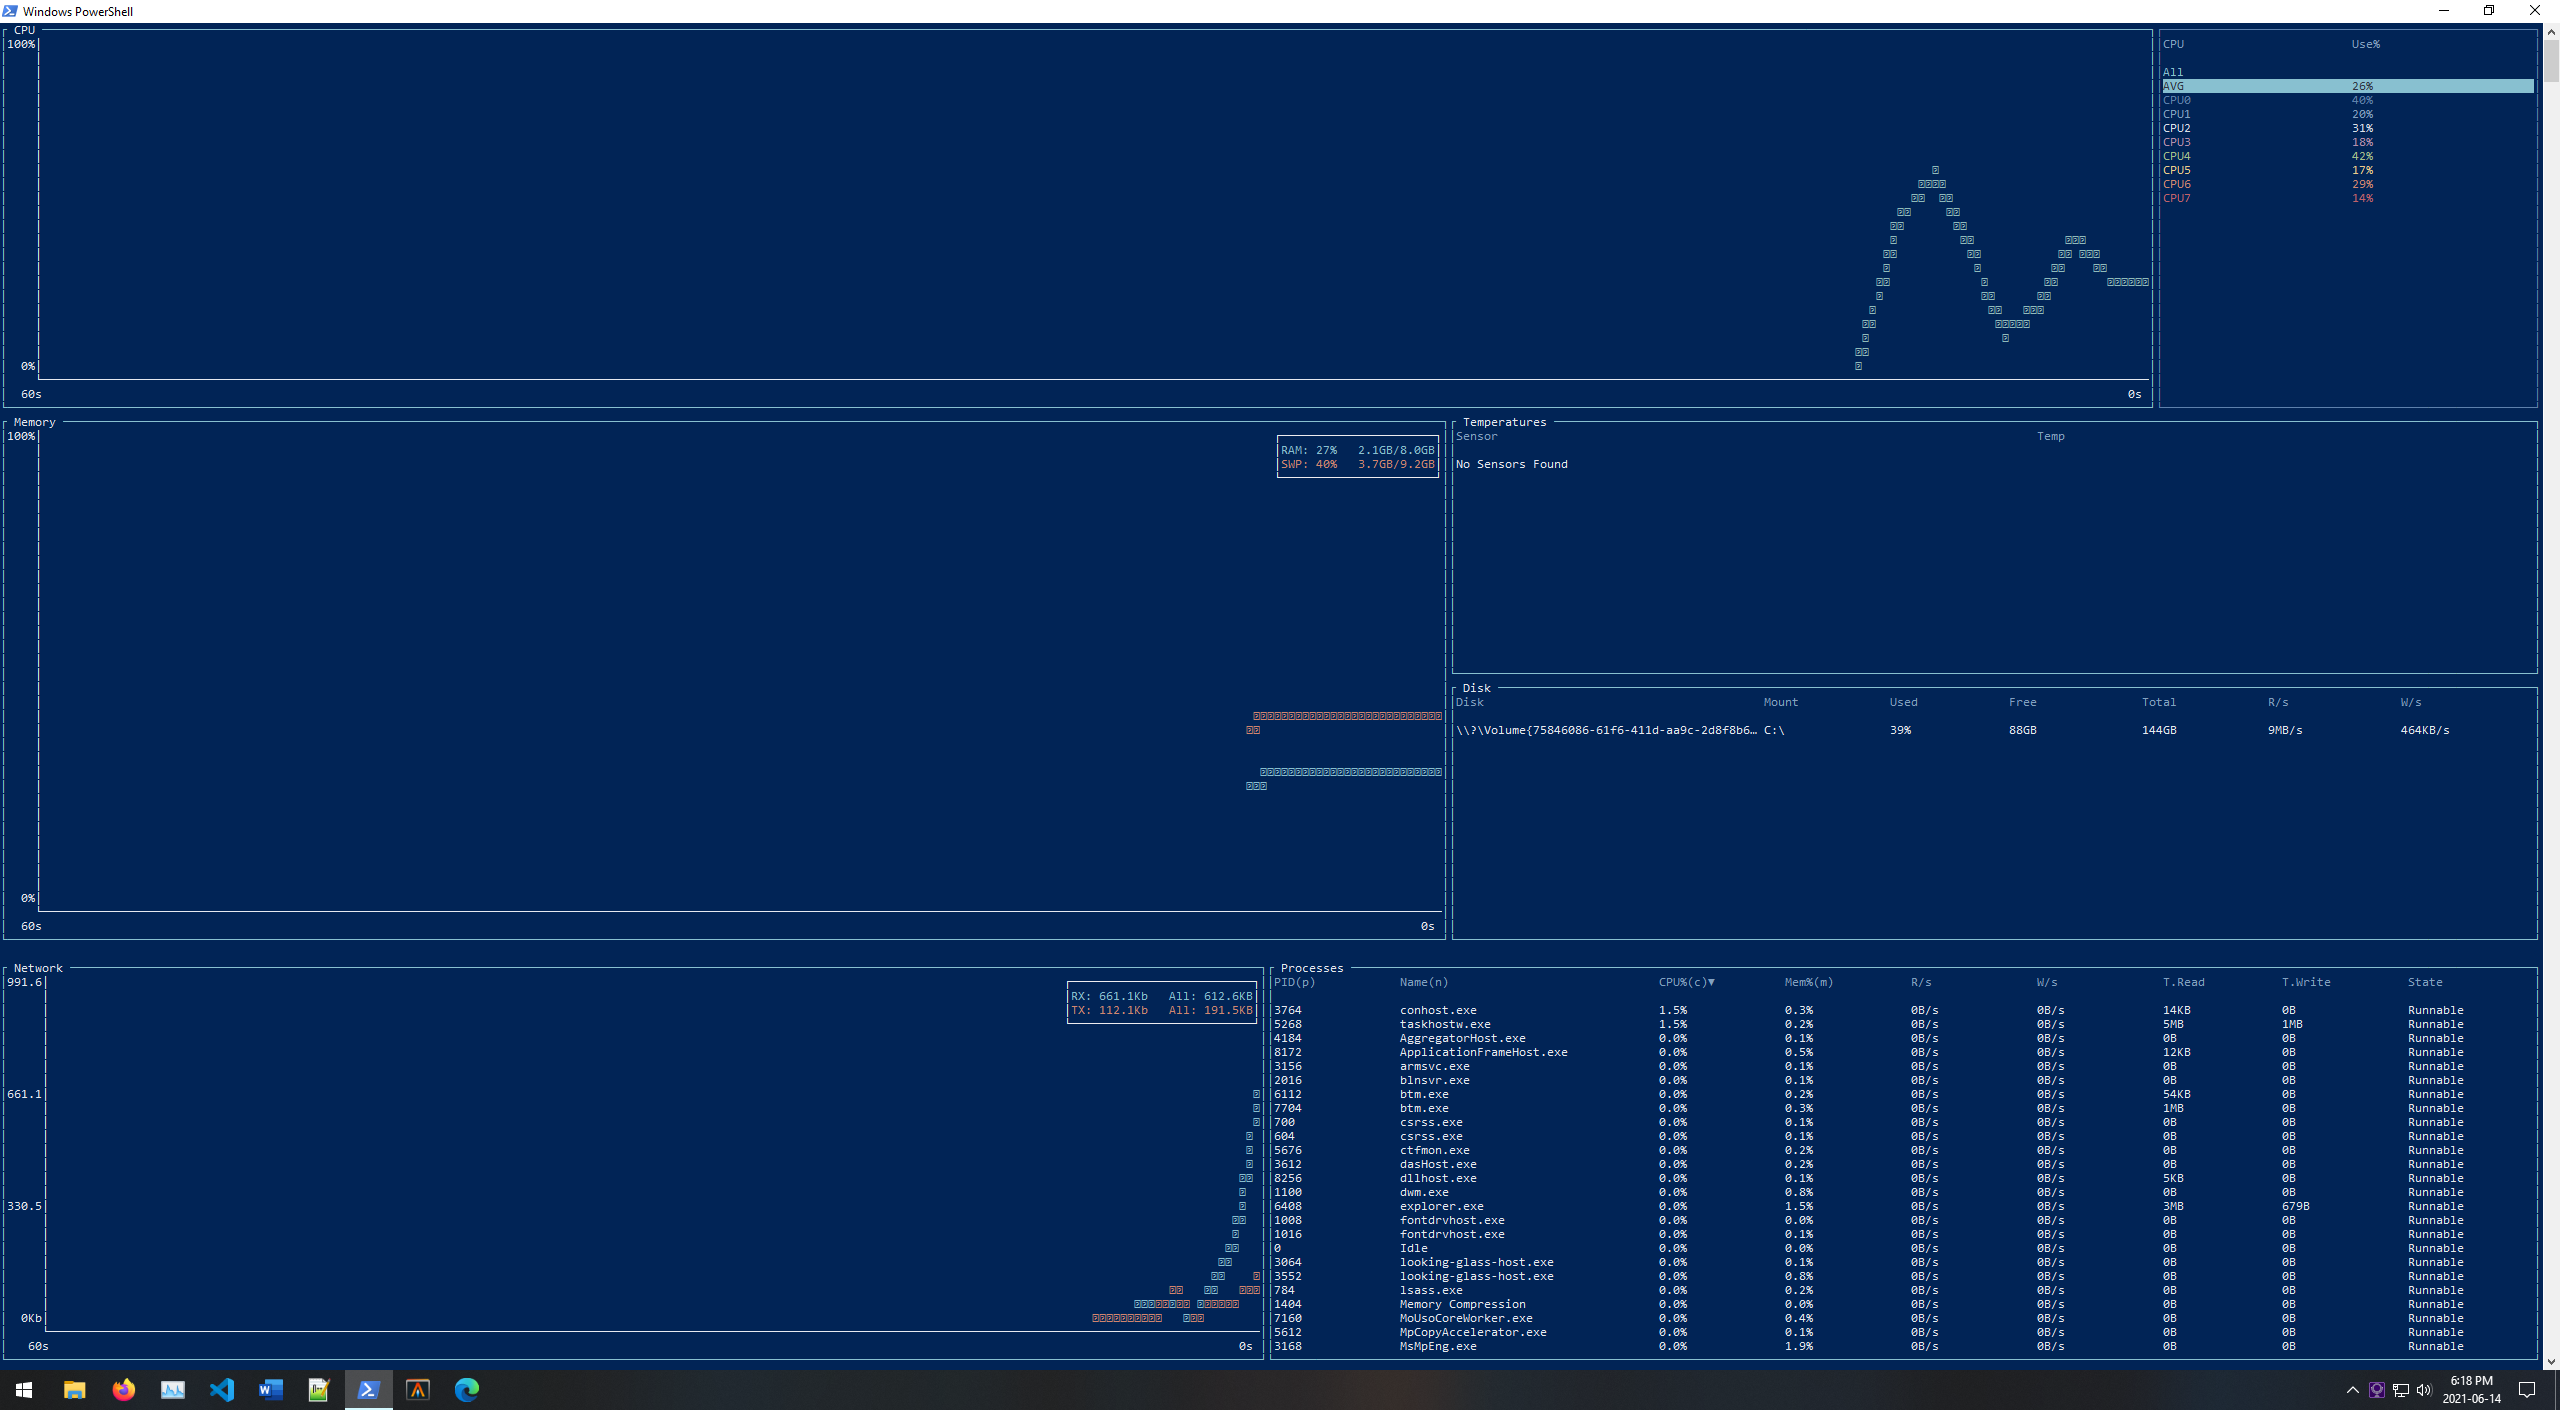 Windows PowerShell
CPU
100%
0%
60s 0s
CPU Use%
All
AVG 26%
CPU0 40%
CPU1 20%
CPU2 31%
CPU3 18%
CPU4 42%
CPU5 17%
CPU6 29%
CPU7 14%
Memory
100%
RAM: 27% 2.1GB/8.0GB
SWP: 40% 3.7GB/9.2GB
0%
60s 0s
Temperatures
Sensor Temp
No Sensors Found
Disk
Disk Mount Used Free Total R/s W/s
\\?\Volume{75846086-61f6-411d-aa9c-2d8f8b6… C:\ 39% 88GB 144GB 9MB/s 464KB/s
Network
991.6
RX: 661.1Kb All: 612.6KB
TX: 112.1Kb All: 191.5KB
661.1
330.5
0Kb
60s 0s
Processes
PID(p) Name(n) CPU%(c)▼ Mem%(m) R/s W/s T.Read T.Write State
3764 conhost.exe 1.5% 0.3% 0B/s 0B/s 14KB 0B Runnable
5268 taskhostw.exe 1.5% 0.2% 0B/s 0B/s 5MB 1MB Runnable
4184 AggregatorHost.exe 0.0% 0.1% 0B/s 0B/s 0B 0B Runnable
8172 ApplicationFrameHost.exe 0.0% 0.5% 0B/s 0B/s 12KB 0B Runnable
3156 armsvc.exe 0.0% 0.1% 0B/s 0B/s 0B 0B Runnable
2016 blnsvr.exe 0.0% 0.1% 0B/s 0B/s 0B 0B Runnable
6112 btm.exe 0.0% 0.2% 0B/s 0B/s 54KB 0B Runnable
7704 btm.exe 0.0% 0.3% 0B/s 0B/s 1MB 0B Runnable
700 csrss.exe 0.0% 0.1% 0B/s 0B/s 0B 0B Runnable
604 csrss.exe 0.0% 0.1% 0B/s 0B/s 0B 0B Runnable
5676 ctfmon.exe 0.0% 0.2% 0B/s 0B/s 0B 0B Runnable
3612 dasHost.exe 0.0% 0.2% 0B/s 0B/s 0B 0B Runnable
8256 dllhost.exe 0.0% 0.1% 0B/s 0B/s 5KB 0B Runnable
1100 dwm.exe 0.0% 0.8% 0B/s 0B/s 0B 0B Runnable
6408 explorer.exe 0.0% 1.5% 0B/s 0B/s 3MB 679B Runnable
1008 fontdrvhost.exe 0.0% 0.0% 0B/s 0B/s 0B 0B Runnable
1016 fontdrvhost.exe 0.0% 0.1% 0B/s 0B/s 0B 0B Runnable
0 Idle 0.0% 0.0% 0B/s 0B/s 0B 0B Runnable
3064 looking-glass-host.exe 0.0% 0.1% 0B/s 0B/s 0B 0B Runnable
3552 looking-glass-host.exe 0.0% 0.8% 0B/s 0B/s 0B 0B Runnable
784 lsass.exe 0.0% 0.2% 0B/s 0B/s 0B 0B Runnable
1404 Memory Compression 0.0% 0.0% 0B/s 0B/s 0B 0B Runnable
7160 MoUsoCoreWorker.exe 0.0% 0.4% 0B/s 0B/s 0B 0B Runnable
5612 MpCopyAccelerator.exe 0.0% 0.1% 0B/s 0B/s 0B 0B Runnable
3168 MsMpEng.exe 0.0% 1.9% 0B/s 0B/s 0B 0B Runnable
6:18 PM
2021-06-14